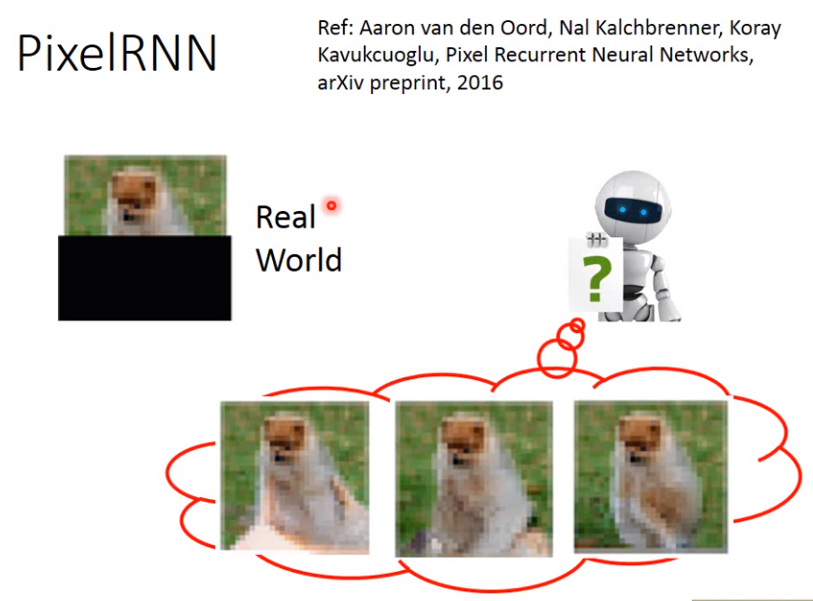 PixelRNN
Ref: Aaron van den Oord, Nal Kalchbrenner, Koray
Kavukcuoglu, Pixel Recurrent Neural Networks,
arXiv preprint, 2016
Real
World
?